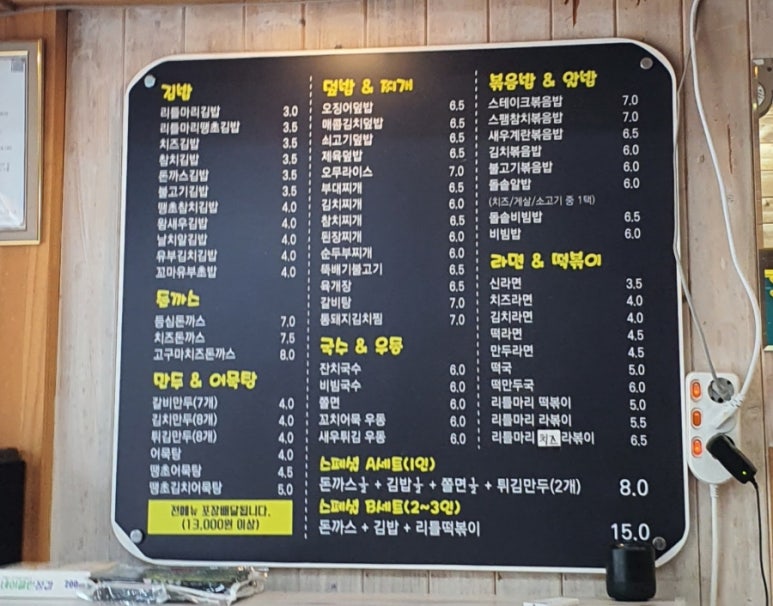 김밥
리틀마리김밥 3.0
리틀마리땡초김밥 3.5
치즈김밥 3.5
참치김밥 3.5
돈까스김밥 3.5
불고기김밥 3.5
땡초참치김밥 4.0
왕새우김밥 4.0
날치알김밥 4.0
유부김치김밥 4.0
꼬마유부초밥 4.0
돈까스
등심돈까스 7.0
치즈돈까스 7.5
고구마치즈돈까스 8.0
만두 & 어묵탕
갈비만두(7개) 4.0
김치만두(8개) 4.0
튀김만두(8개) 4.0
어묵탕 4.0
땡초어묵탕 4.5
땡초김치어묵탕 5.0
전메뉴 포장배달됩니다.
(13,000원 이상)
덮밥 & 찌개
오징어덮밥 6.5
매콤김치덮밥 6.5
쇠고기덮밥 6.5
제육덮밥 6.5
오무라이스 7.0
부대찌개 6.5
김치찌개 6.0
참치찌개 6.5
된장찌개 6.0
순두부찌개 6.0
뚝배기불고기 6.5
육개장 6.5
갈비탕 7.0
통돼지김치찜 7.0
국수 & 우동
잔치국수 6.0
비빔국수 6.0
쫄면 6.0
꼬치어묵 우동 6.0
새우튀김 우동 6.0
볶음밥 & 알밥
스테이크볶음밥 7.0
스팸참치볶음밥 7.0
새우계란볶음밥 6.5
김치볶음밥 6.0
불고기볶음밥 6.0
돌솥알밥 6.0
(치즈/게살/소고기 중 1택)
돌솥비빔밥 6.5
비빔밥 6.0
라면 & 떡볶이
신라면 3.5
치즈라면 4.0
김치라면 4.0
떡라면 4.5
만두라면 4.5
떡국 5.0
떡만두국 6.0
리틀마리 떡볶이 5.0
리틀마리 라볶이 5.5
리틀마리 치즈 라볶이 6.5
스페셜 A세트(1인)
돈까스½ + 김밥½ + 쫄면½ + 튀김만두(2개) 8.0
스페셜 B세트(2~3인)
돈까스 + 김밥 + 리틀떡볶이 15.0